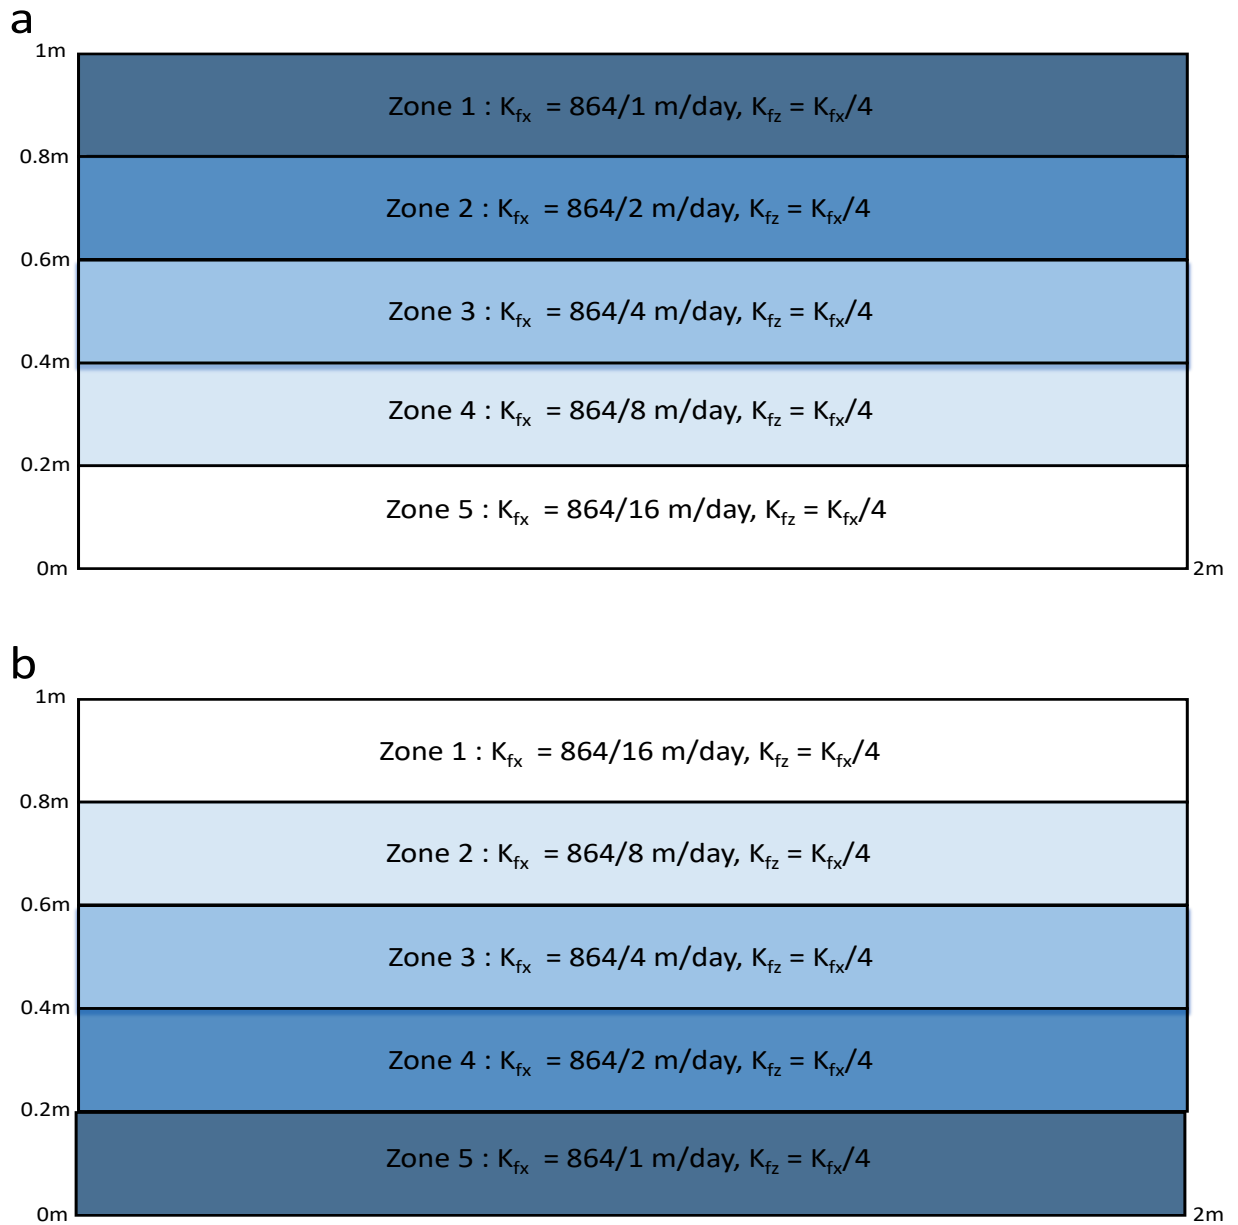 a
1m
Zone 1 : Kfx = 864/1 m/day, Kfz = Kfx/4
0.8m
Zone 2 : Kfx = 864/2 m/day, Kfz = Kfx/4
0.6m
Zone 3 : Kfx = 864/4 m/day, Kfz = Kfx/4
0.4m
Zone 4 : Kfx = 864/8 m/day, Kfz = Kfx/4
0.2m
Zone 5 : Kfx = 864/16 m/day, Kfz = Kfx/4
0m 2m
b
1m
Zone 1 : Kfx = 864/16 m/day, Kfz = Kfx/4
0.8m
Zone 2 : Kfx = 864/8 m/day, Kfz = Kfx/4
0.6m
Zone 3 : Kfx = 864/4 m/day, Kfz = Kfx/4
0.4m
Zone 4 : Kfx = 864/2 m/day, Kfz = Kfx/4
0.2m
Zone 5 : Kfx = 864/1 m/day, Kfz = Kfx/4
0m 2m